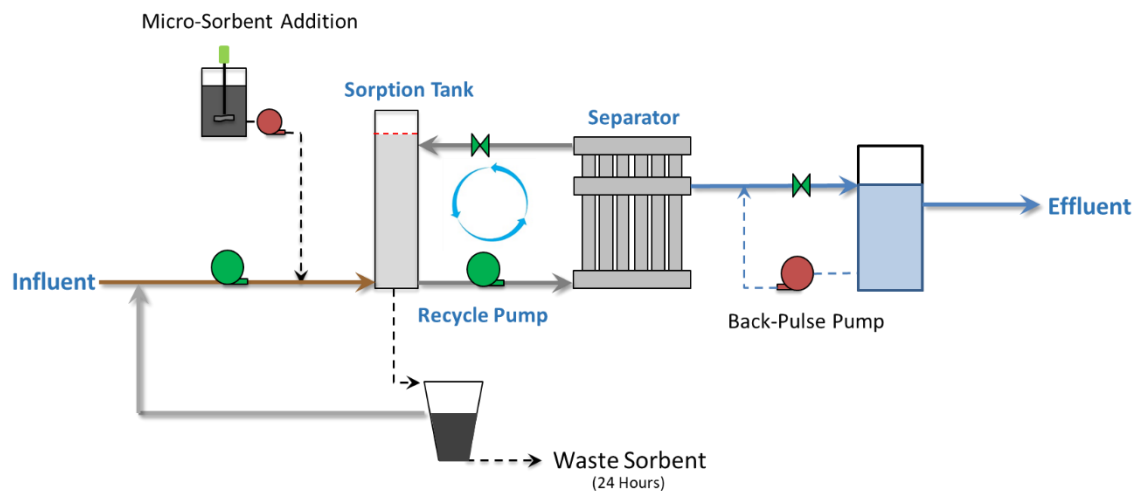 Micro-Sorbent Addition
Sorption Tank
Separator
Influent
Effluent
Recycle Pump
Back-Pulse Pump
Waste Sorbent
(24 Hours)